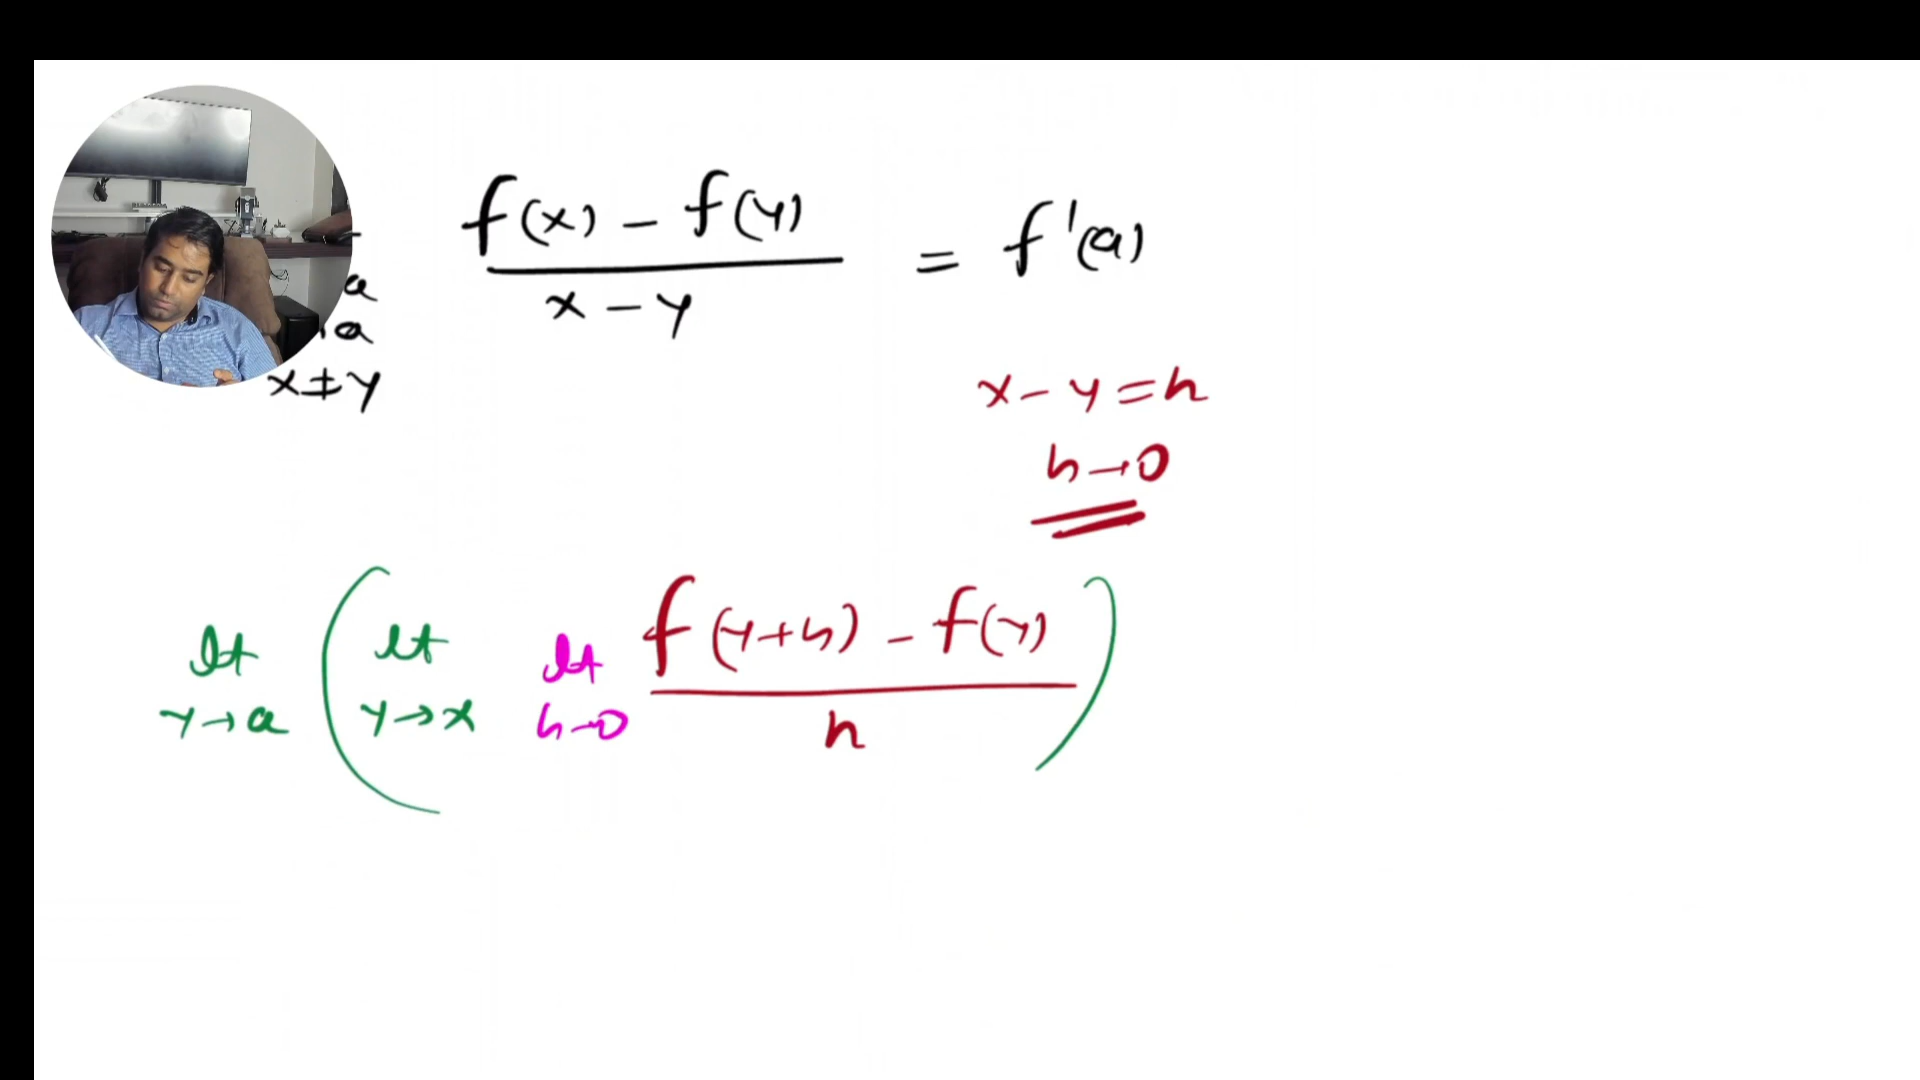 f(x) - f(y) / x - y = f'(a)
a
a
x ≠ y
x - y = h
h → 0
lt y→a ( lt y→x lt h→0 f(y+h) - f(y) / h )